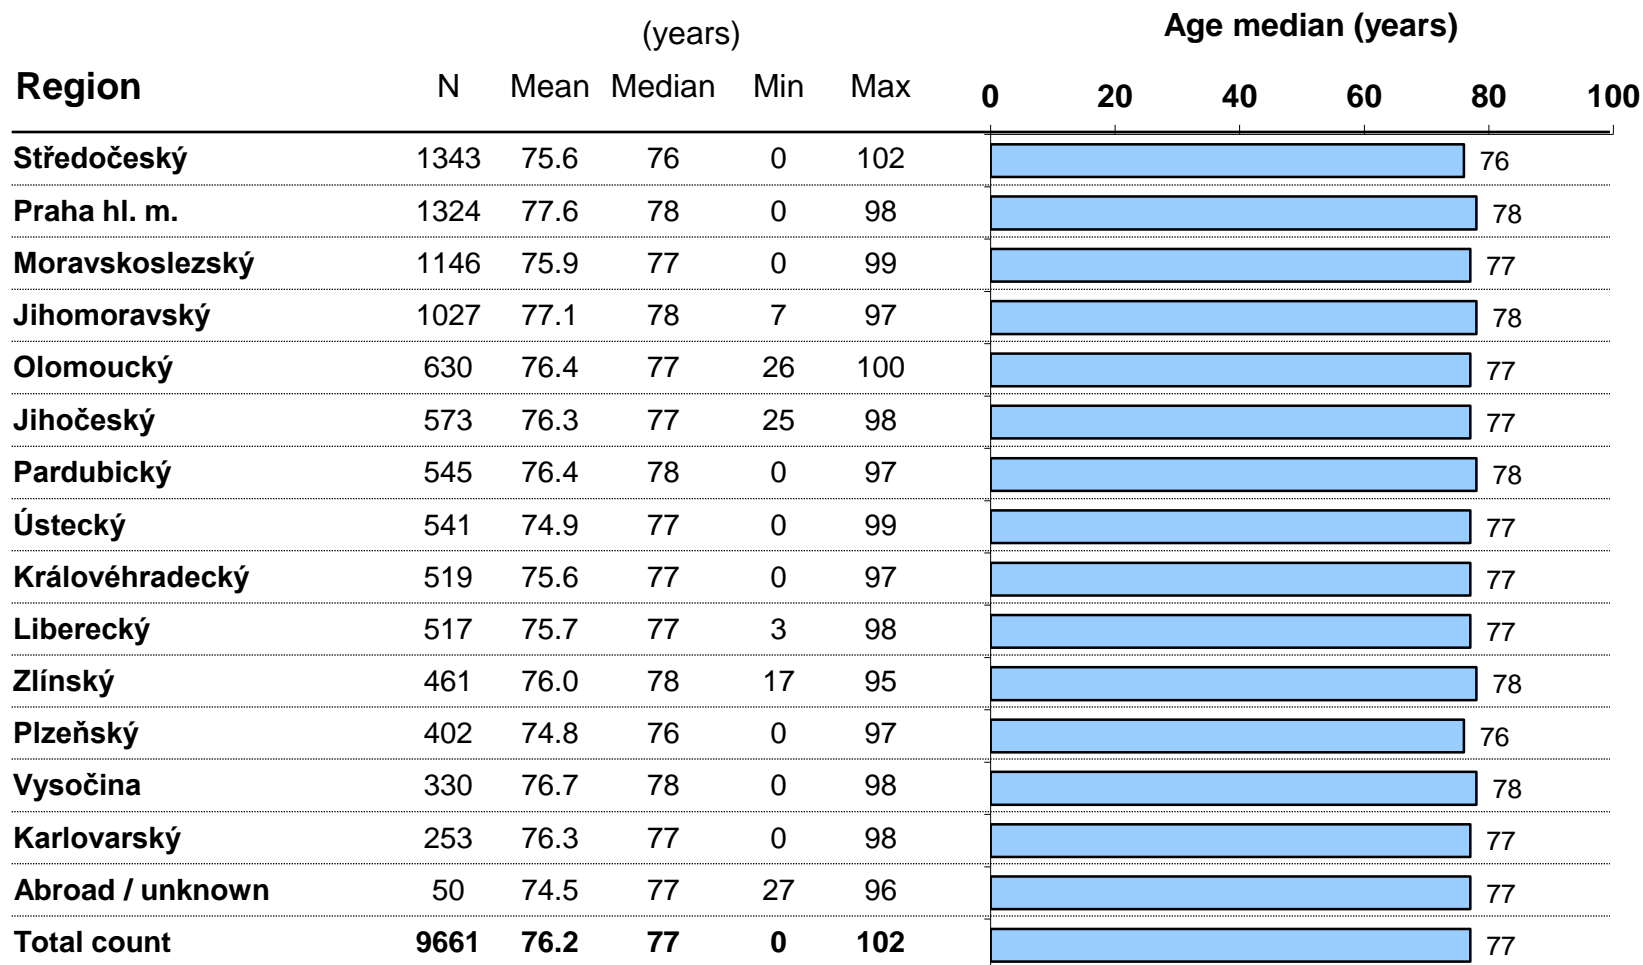 (years) Age median (years)
Region N Mean Median Min Max 0 20 40 60 80 100
Středočeský 1343 75.6 76 0 102 76
Praha hl. m. 1324 77.6 78 0 98 78
Moravskoslezský 1146 75.9 77 0 99 77
Jihomoravský 1027 77.1 78 7 97 78
Olomoucký 630 76.4 77 26 100 77
Jihočeský 573 76.3 77 25 98 77
Pardubický 545 76.4 78 0 97 78
Ústecký 541 74.9 77 0 99 77
Královéhradecký 519 75.6 77 0 97 77
Liberecký 517 75.7 77 3 98 77
Zlínský 461 76.0 78 17 95 78
Plzeňský 402 74.8 76 0 97 76
Vysočina 330 76.7 78 0 98 78
Karlovarský 253 76.3 77 0 98 77
Abroad / unknown 50 74.5 77 27 96 77
Total count 9661 76.2 77 0 102 77